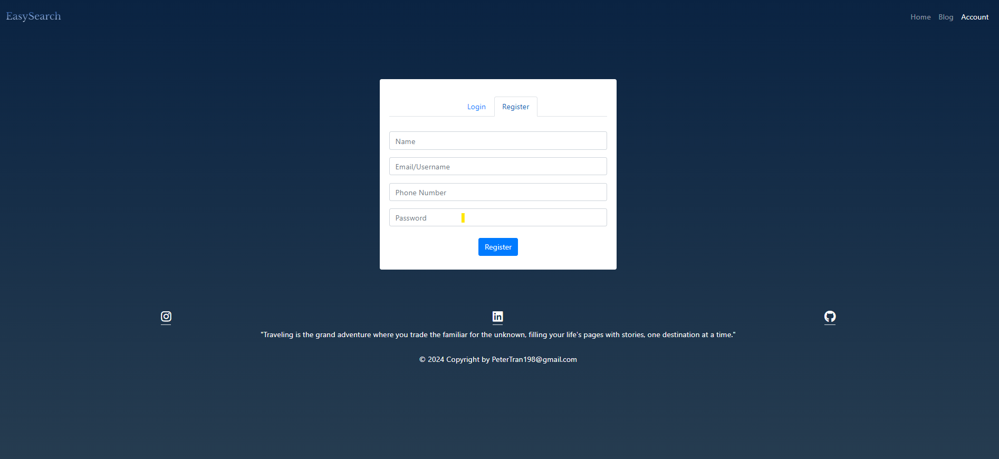 EasySearch
Home Blog Account
Login Register
Name
Email/Username
Phone Number
Password
Register
in
"Traveling is the grand adventure where you trade the familiar for the unknown, filling your life's pages with stories, one destination at a time."
© 2024 Copyright by PeterTran198@gmail.com